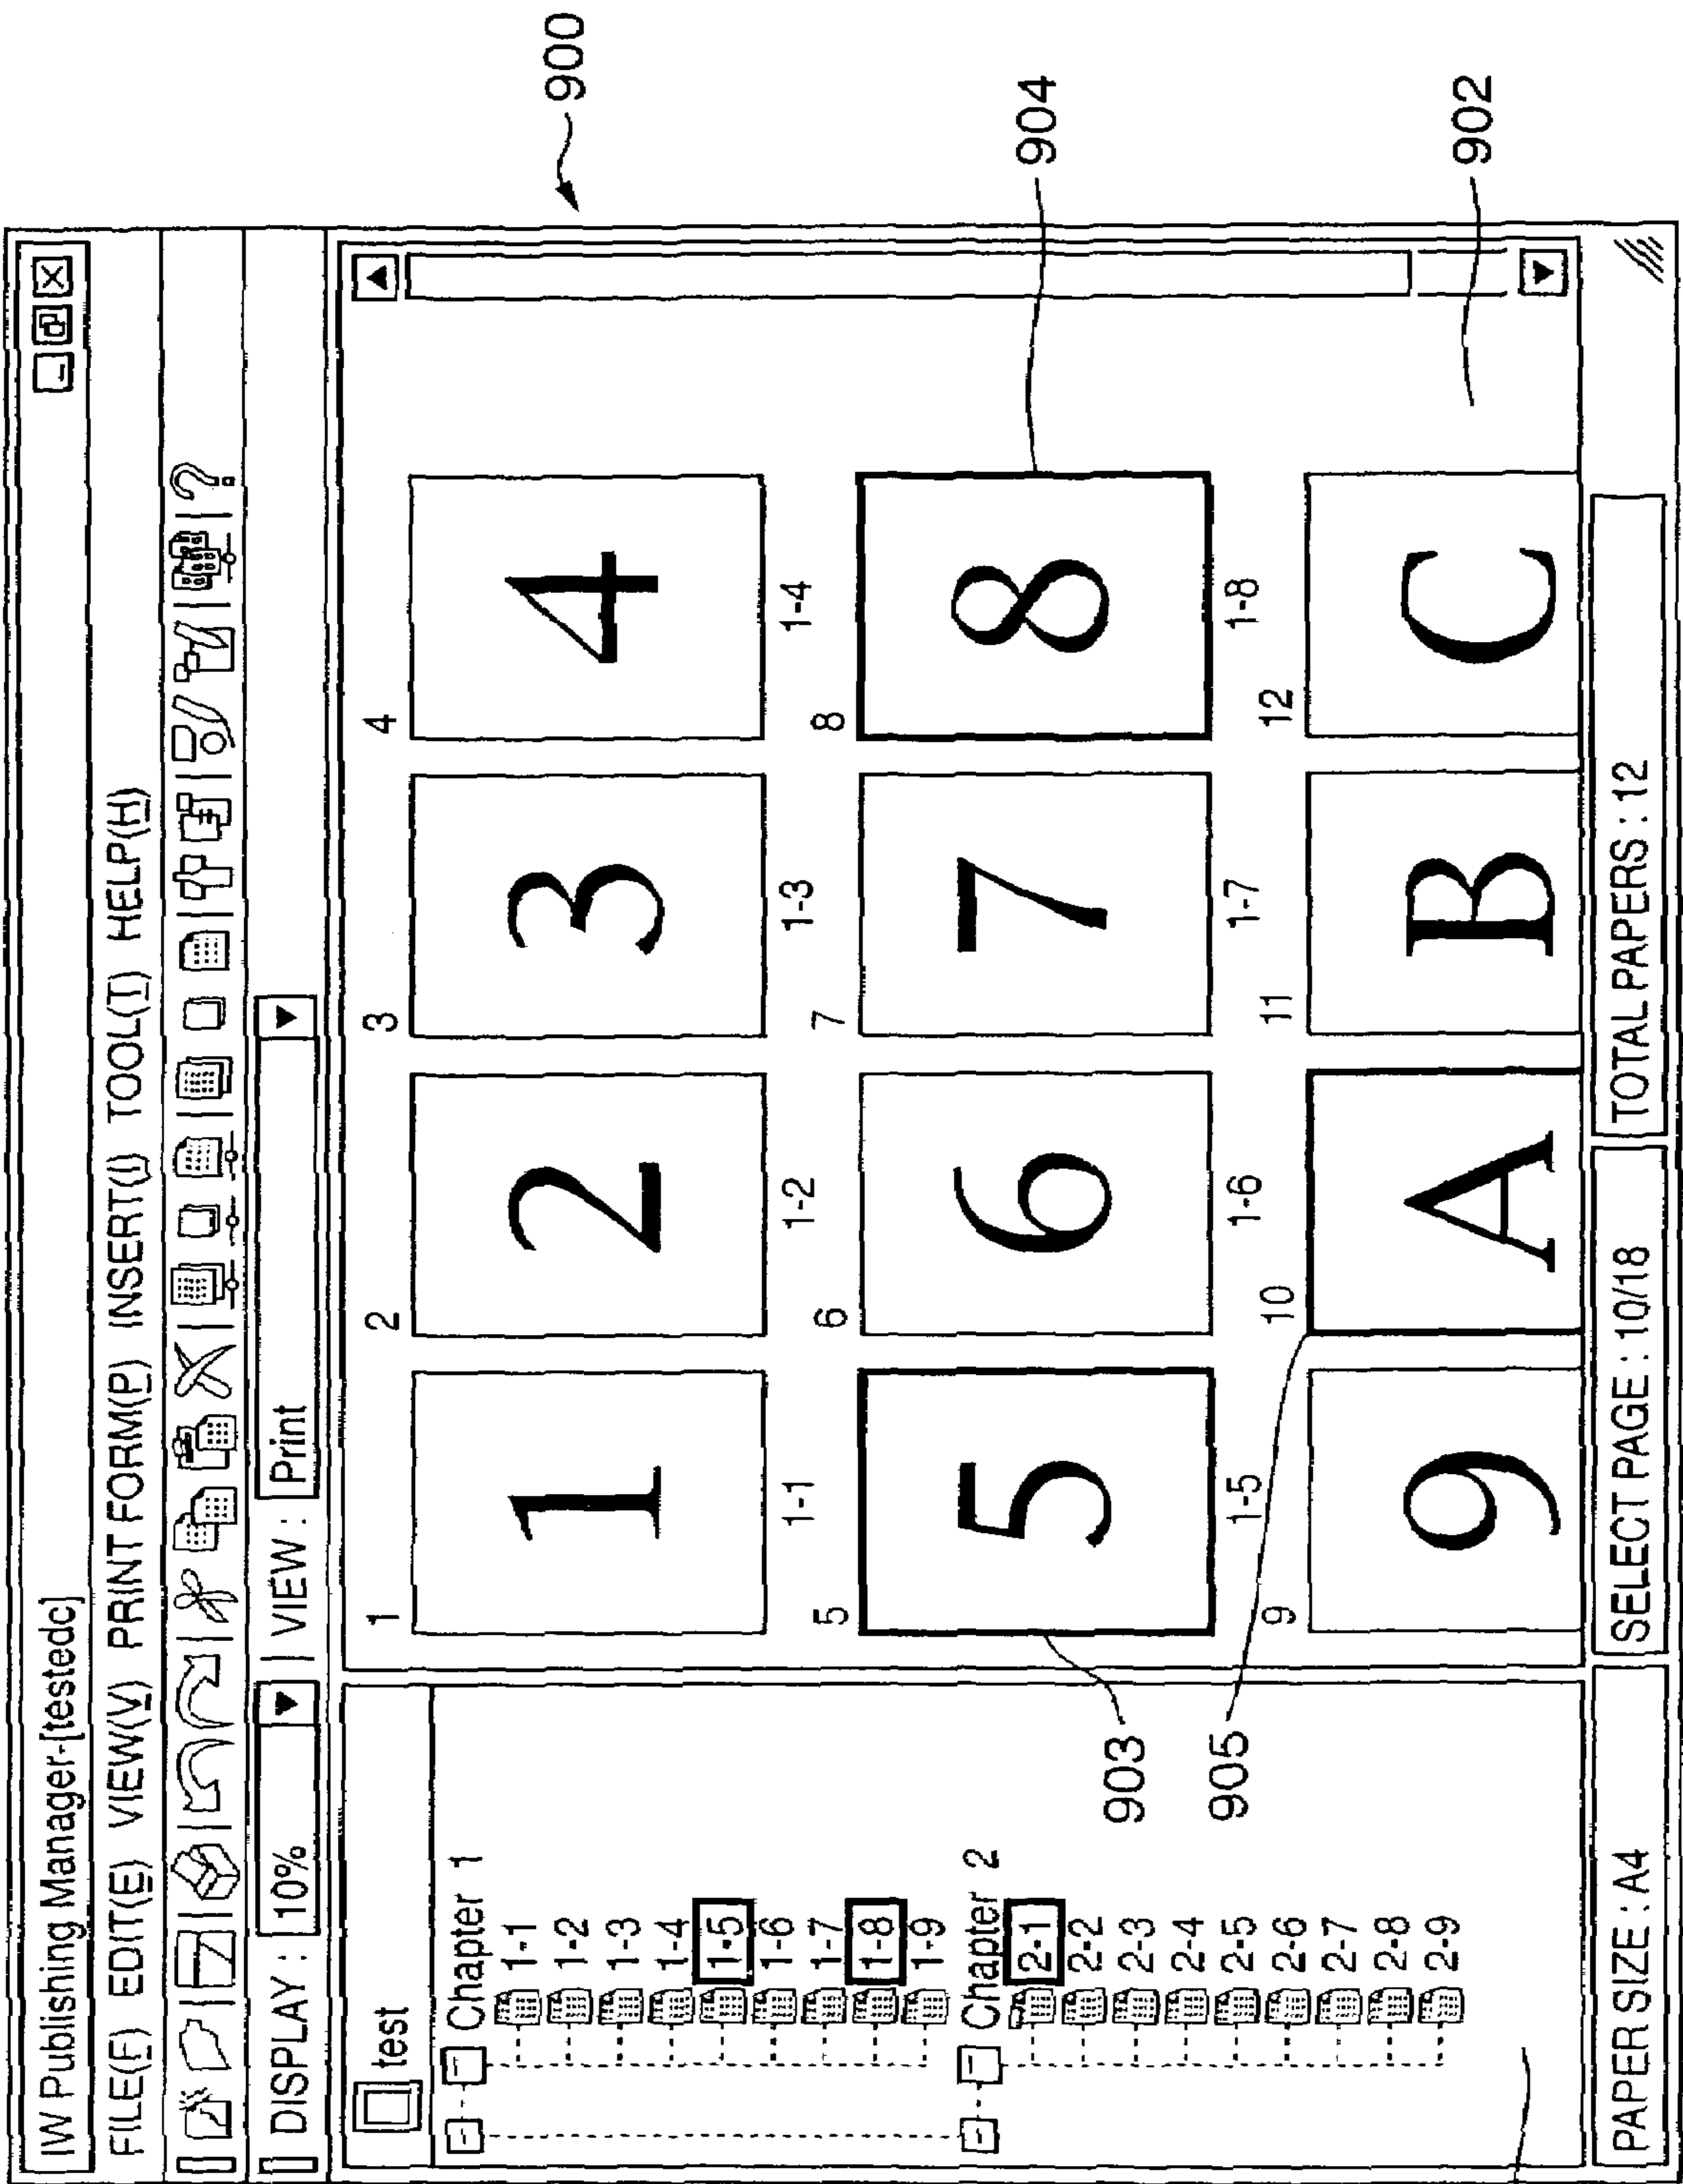 IW Publishing Manager-[testedc]
FILE(F) EDIT(E) VIEW(V) PRINT FORM(P) INSERT(I) TOOL(T) HELP(H)
?
DISPLAY : 10% VIEW : Print
test
Chapter 1
1-1
1-2
1-3
1-4
1-5
1-6
1-7
1-8
1-9
Chapter 2
2-1
2-2
2-3
2-4
2-5
2-6
2-7
2-8
2-9
1 2 3 4
1 2 3 4
1-1 1-2 1-3 1-4
5 6 7 8
5 6 7 8
1-5 1-6 1-7 1-8
9 10 11 12
9 A B C
PAPER SIZE : A4 SELECT PAGE : 10/18 TOTAL PAPERS : 12
900
904
902
903
905